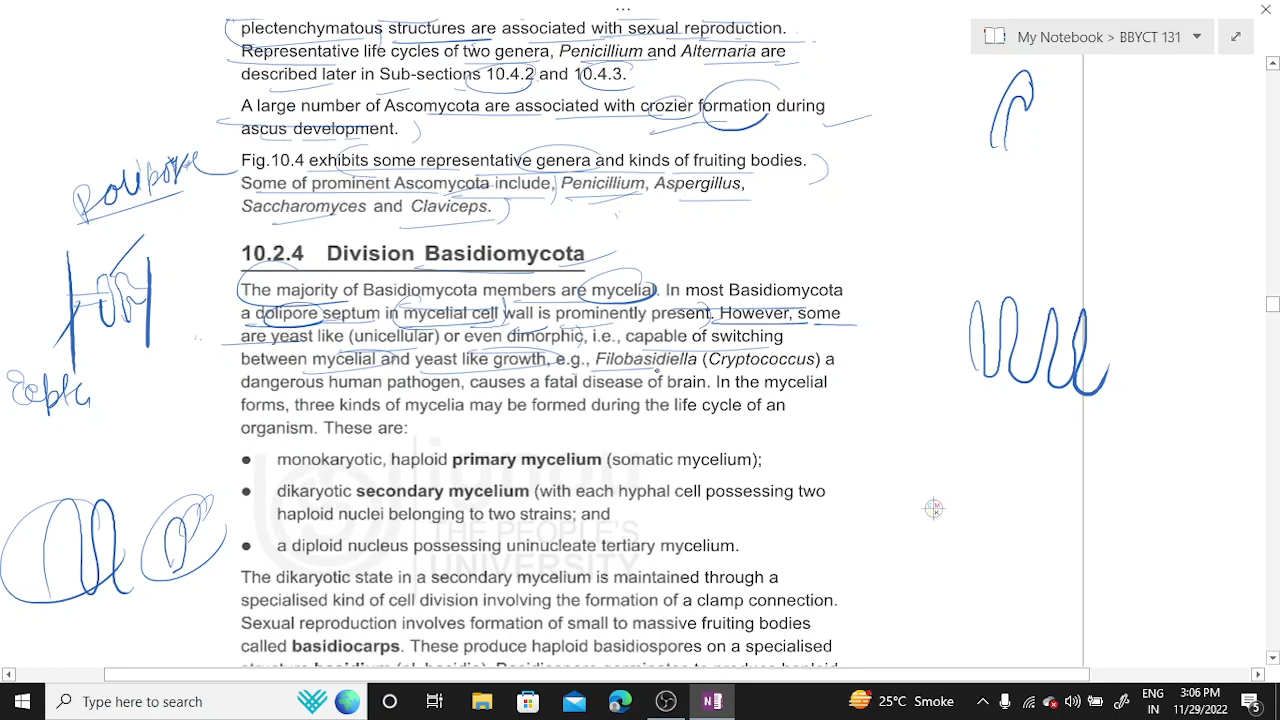 ...
plectenchymatous structures are associated with sexual reproduction.
Representative life cycles of two genera, Penicillium and Alternaria are
described later in Sub-sections 10.4.2 and 10.4.3.
A large number of Ascomycota are associated with crozier formation during
ascus development.
Fig.10.4 exhibits some representative genera and kinds of fruiting bodies.
Some of prominent Ascomycota include, Penicillium, Aspergillus,
Saccharomyces and Claviceps.
10.2.4 Division Basidiomycota
The majority of Basidiomycota members are mycelial. In most Basidiomycota
a dolipore septum in mycelial cell wall is prominently present. However, some
are yeast like (unicellular) or even dimorphic, i.e., capable of switching
between mycelial and yeast like growth, e.g., Filobasidiella (Cryptococcus) a
dangerous human pathogen, causes a fatal disease of brain. In the mycelial
forms, three kinds of mycelia may be formed during the life cycle of an
organism. These are:
● monokaryotic, haploid primary mycelium (somatic mycelium);
● dikaryotic secondary mycelium (with each hyphal cell possessing two
haploid nuclei belonging to two strains; and
● a diploid nucleus possessing uninucleate tertiary mycelium.
The dikaryotic state in a secondary mycelium is maintained through a
specialised kind of cell division involving the formation of a clamp connection.
Sexual reproduction involves formation of small to massive fruiting bodies
called basidiocarps. These produce haploid basidiospores on a specialised
ignou
THE PEOPLE'S
UNIVERSITY
Dolipore
Septa
My Notebook > BBYCT 131
Type here to search
25°C Smoke
ENG
IN
3:06 PM
11/29/2022
5